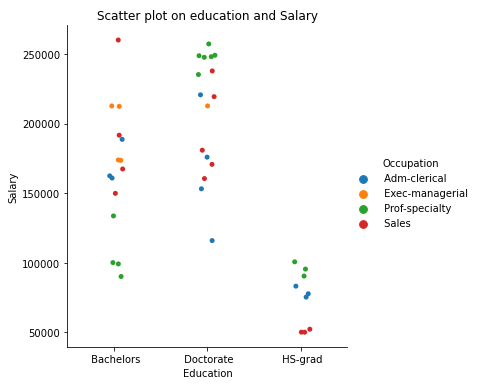 Scatter plot on education and Salary
250000
200000
150000
100000
50000
Salary
Bachelors
Doctorate
HS-grad
Education
Occupation
Adm-clerical
Exec-managerial
Prof-specialty
Sales